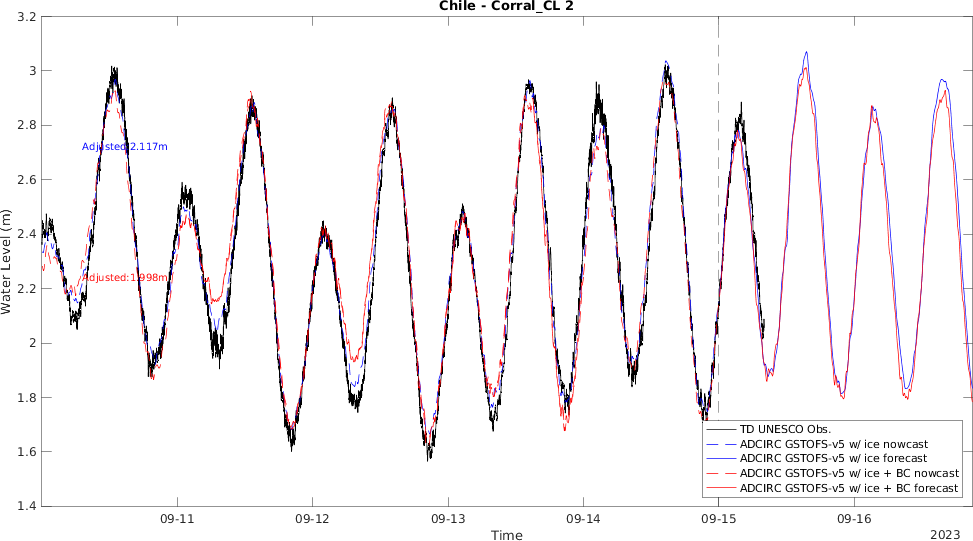 Chile - Corral_CL 2
3.2
3
2.8
2.6
2.4
2.2
2
1.8
1.6
1.4
Water Level (m)
Adjusted:2.117m
Adjusted:1.998m
TD UNESCO Obs.
ADCIRC GSTOFS-v5 w/ ice nowcast
ADCIRC GSTOFS-v5 w/ ice forecast
ADCIRC GSTOFS-v5 w/ ice + BC nowcast
ADCIRC GSTOFS-v5 w/ ice + BC forecast
09-11
09-12
09-13
09-14
09-15
09-16
Time
2023